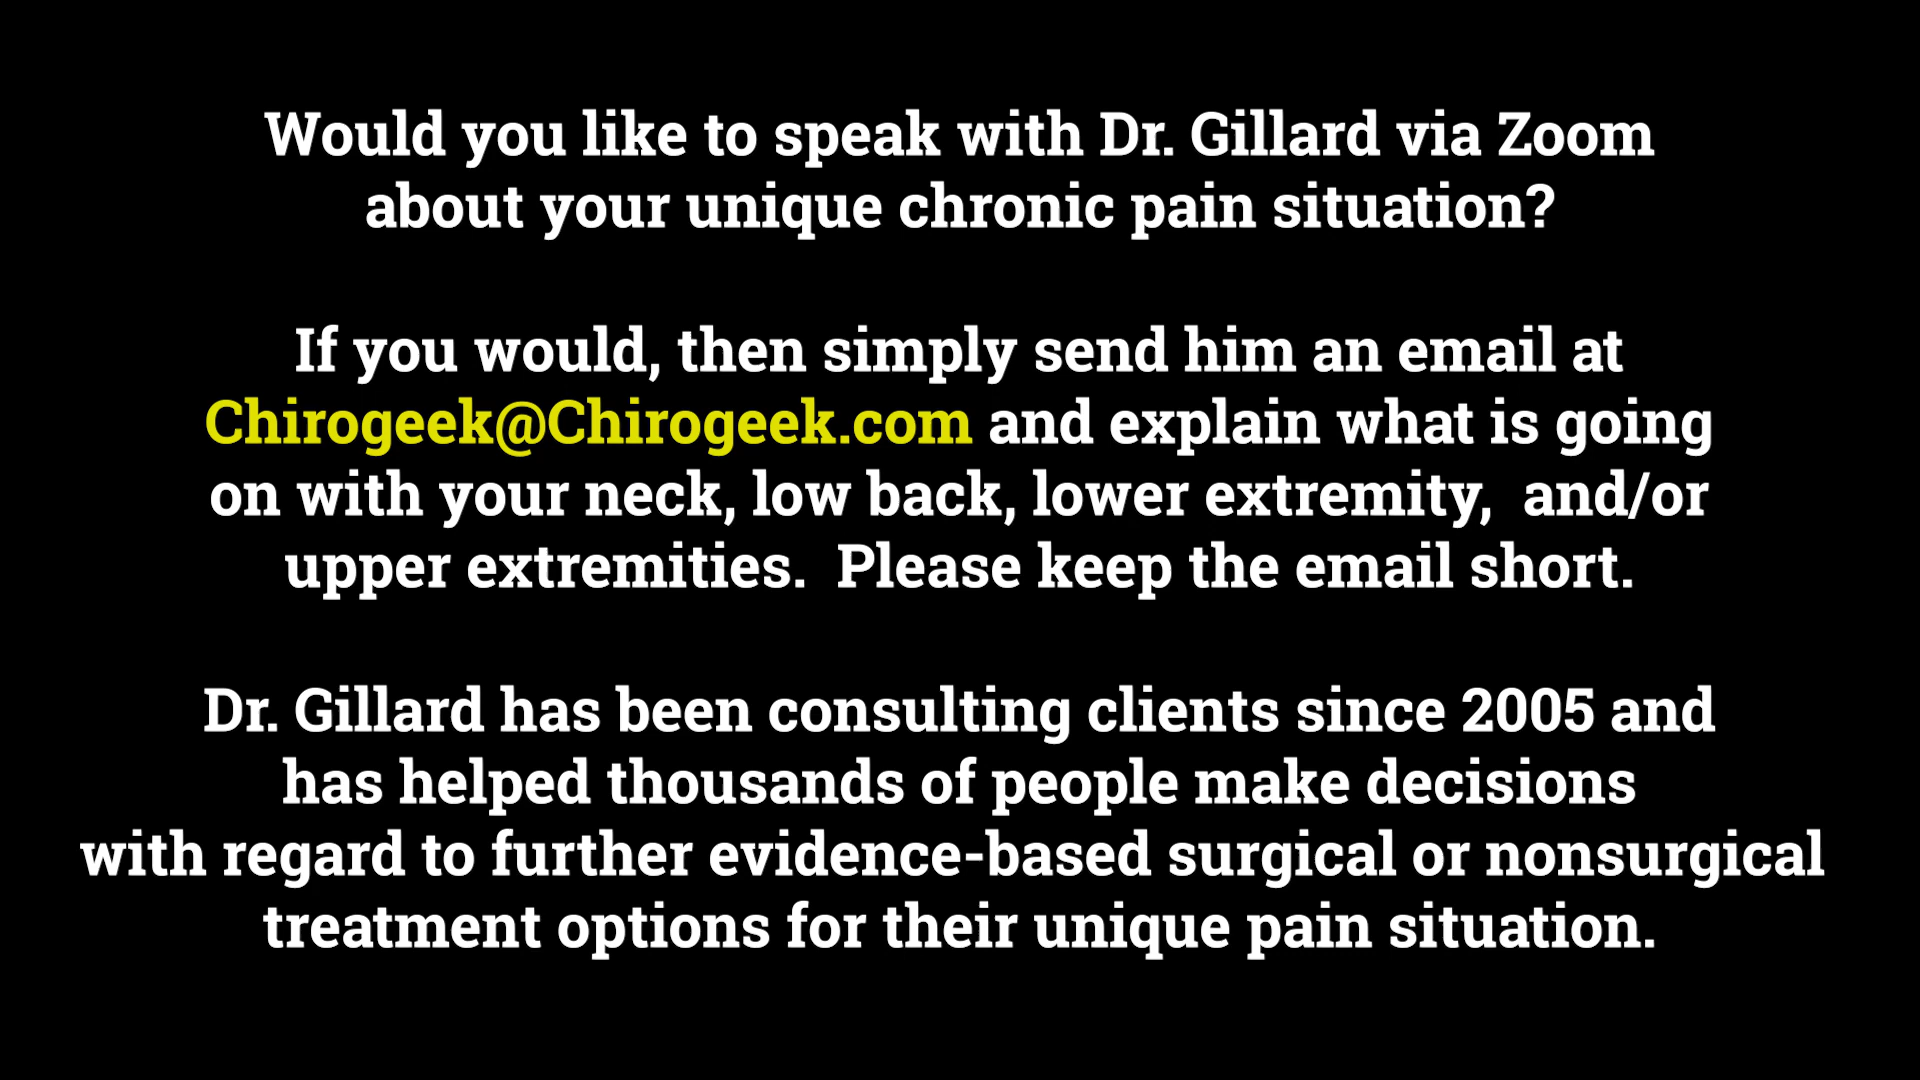 Would you like to speak with Dr. Gillard via Zoom
about your unique chronic pain situation?
If you would, then simply send him an email at
Chirogeek@Chirogeek.com and explain what is going
on with your neck, low back, lower extremity,  and/or
upper extremities.  Please keep the email short.
Dr. Gillard has been consulting clients since 2005 and
has helped thousands of people make decisions
with regard to further evidence-based surgical or nonsurgical
treatment options for their unique pain situation.